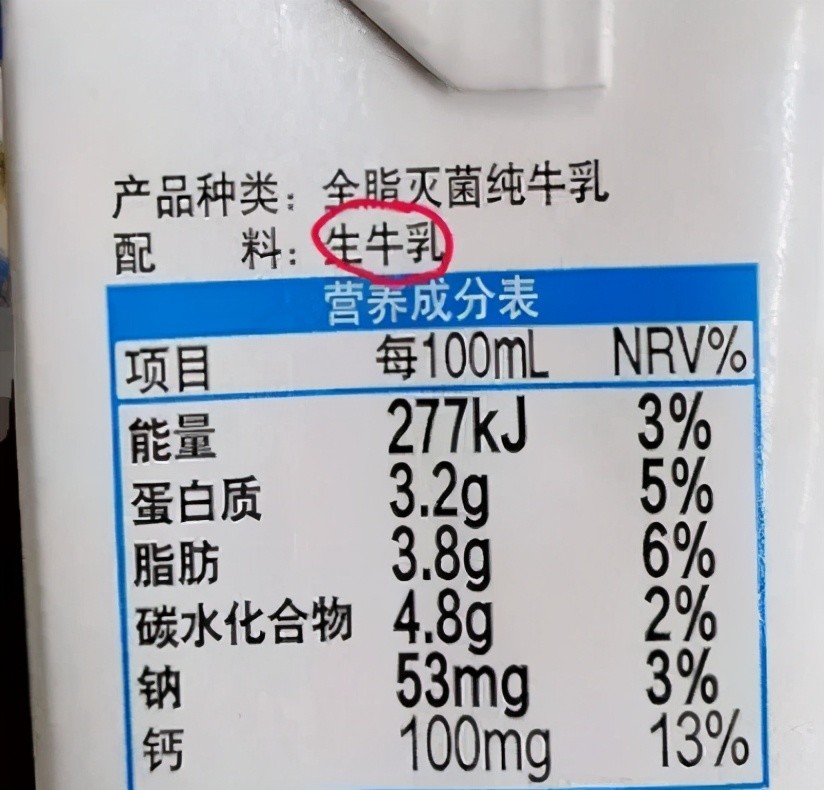 产品种类：全脂灭菌纯牛乳
配 料：生牛乳
营养成分表
项目 每100mL NRV%
能量 277kJ 3%
蛋白质 3.2g 5%
脂肪 3.8g 6%
碳水化合物 4.8g 2%
钠 53mg 3%
钙 100mg 13%